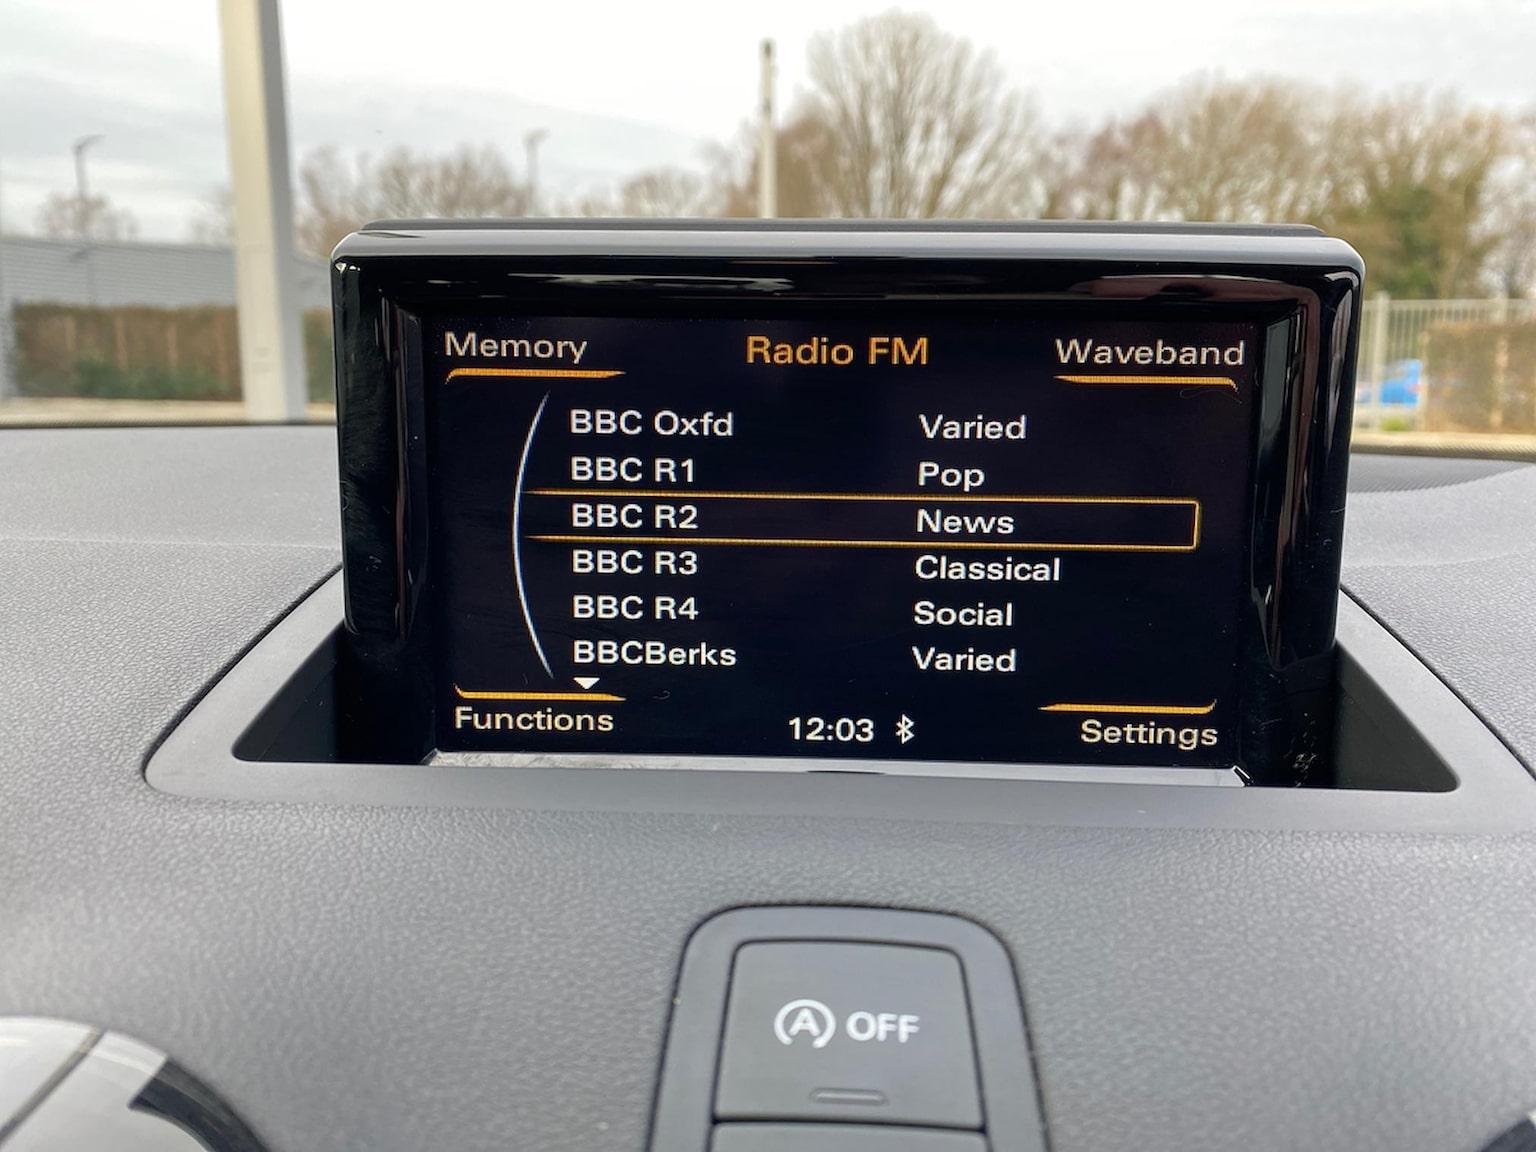 Memory Radio FM Waveband
BBC Oxfd Varied
BBC R1 Pop
BBC R2 News
BBC R3 Classical
BBC R4 Social
BBCBerks Varied
Functions 12:03 Settings
A OFF